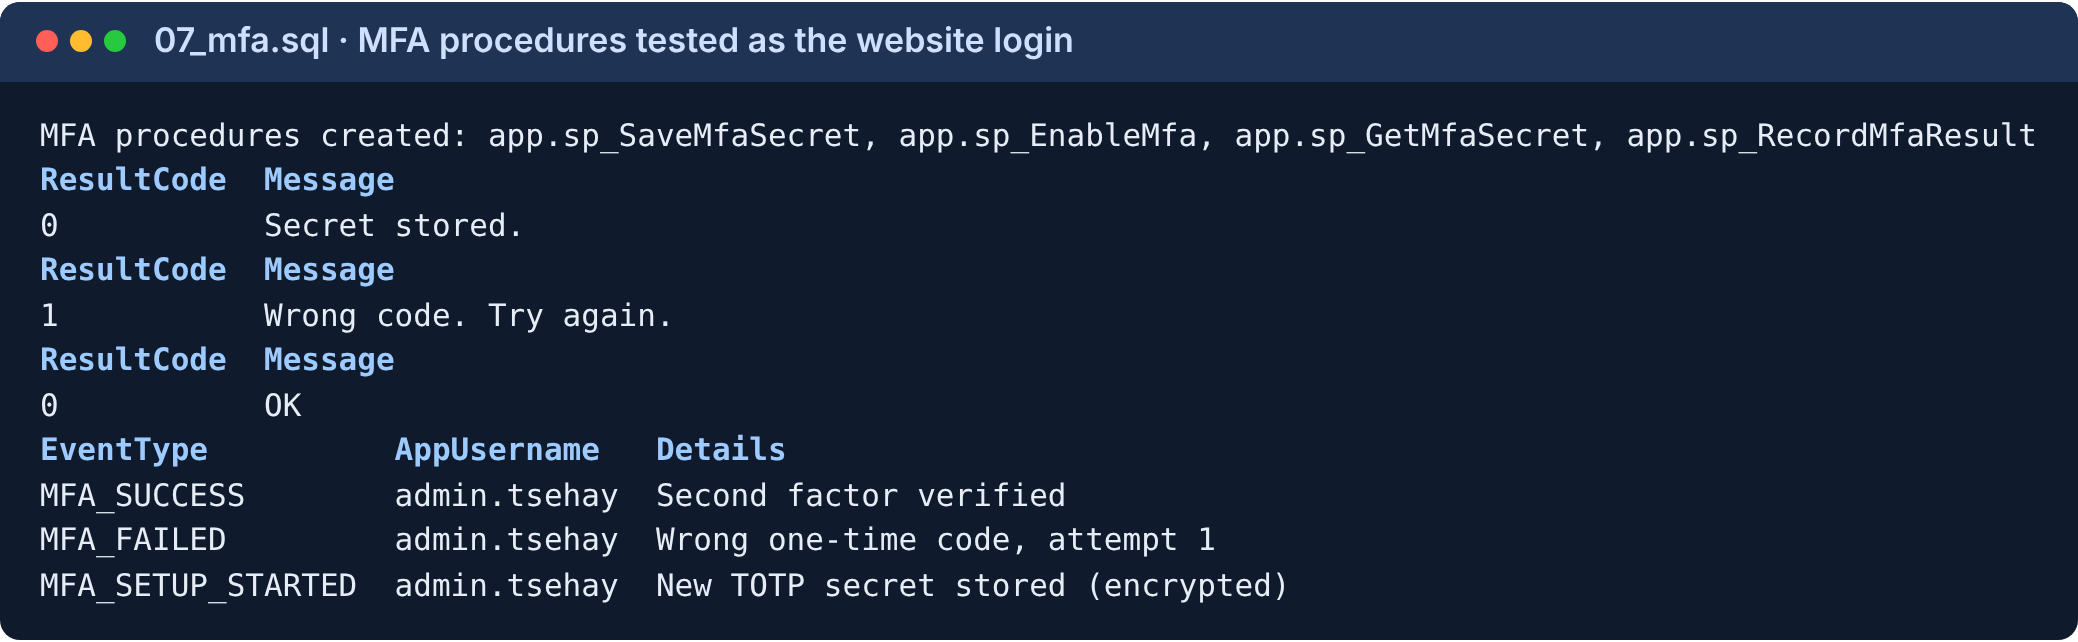 07_mfa.sql · MFA procedures tested as the website login
MFA procedures created: app.sp_SaveMfaSecret, app.sp_EnableMfa, app.sp_GetMfaSecret, app.sp_RecordMfaResult
ResultCode  Message
0           Secret stored.
ResultCode  Message
1           Wrong code. Try again.
ResultCode  Message
0           OK
EventType          AppUsername   Details
MFA_SUCCESS        admin.tsehay  Second factor verified
MFA_FAILED         admin.tsehay  Wrong one-time code, attempt 1
MFA_SETUP_STARTED  admin.tsehay  New TOTP secret stored (encrypted)